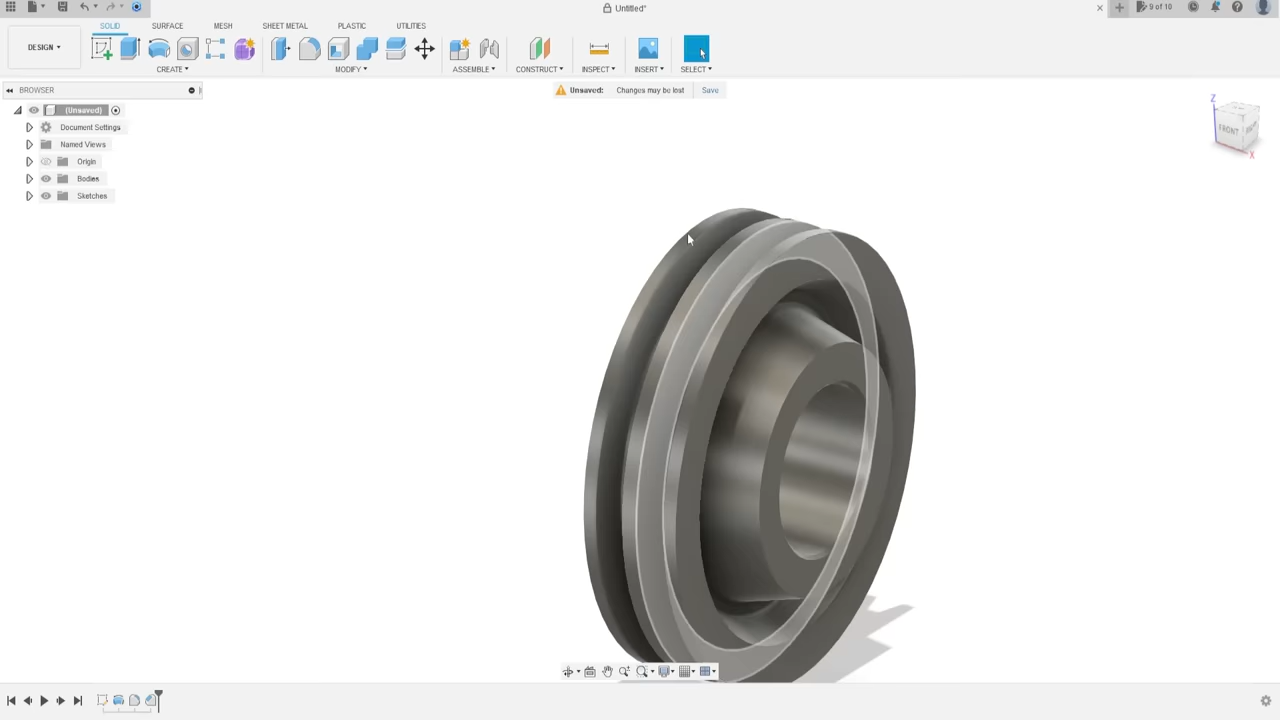 Untitled*
9 of 10
SOLID SURFACE MESH SHEET METAL PLASTIC UTILITIES
DESIGN
CREATE MODIFY ASSEMBLE CONSTRUCT INSPECT INSERT SELECT
BROWSER
Unsaved: Changes may be lost Save
(Unsaved)
Document Settings
Named Views
Origin
Bodies
Sketches
Z
FRONT
X